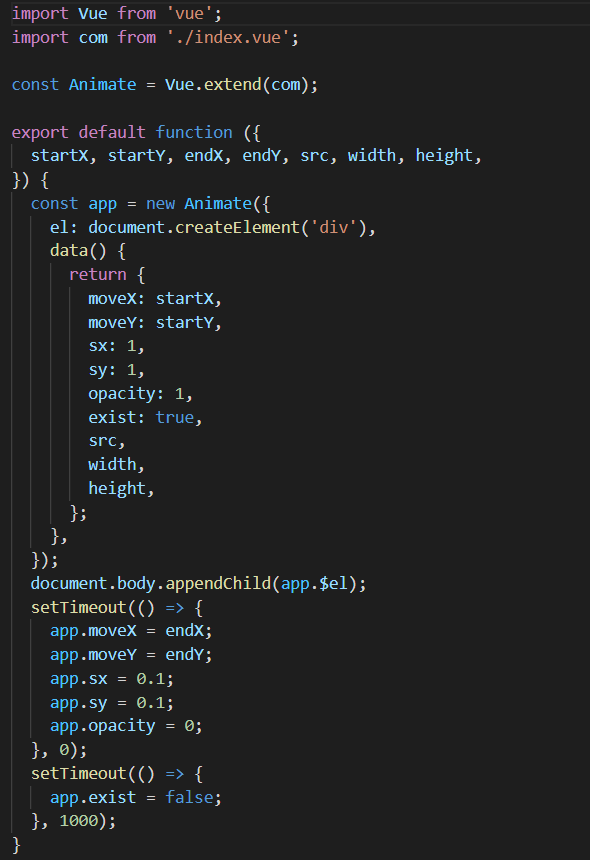 import Vue from 'vue';
import com from './index.vue';

const Animate = Vue.extend(com);

export default function ({
  startX, startY, endX, endY, src, width, height,
}) {
  const app = new Animate({
    el: document.createElement('div'),
    data() {
      return {
        moveX: startX,
        moveY: startY,
        sx: 1,
        sy: 1,
        opacity: 1,
        exist: true,
        src,
        width,
        height,
      };
    },
  });
  document.body.appendChild(app.$el);
  setTimeout(() => {
    app.moveX = endX;
    app.moveY = endY;
    app.sx = 0.1;
    app.sy = 0.1;
    app.opacity = 0;
  }, 0);
  setTimeout(() => {
    app.exist = false;
  }, 1000);
}